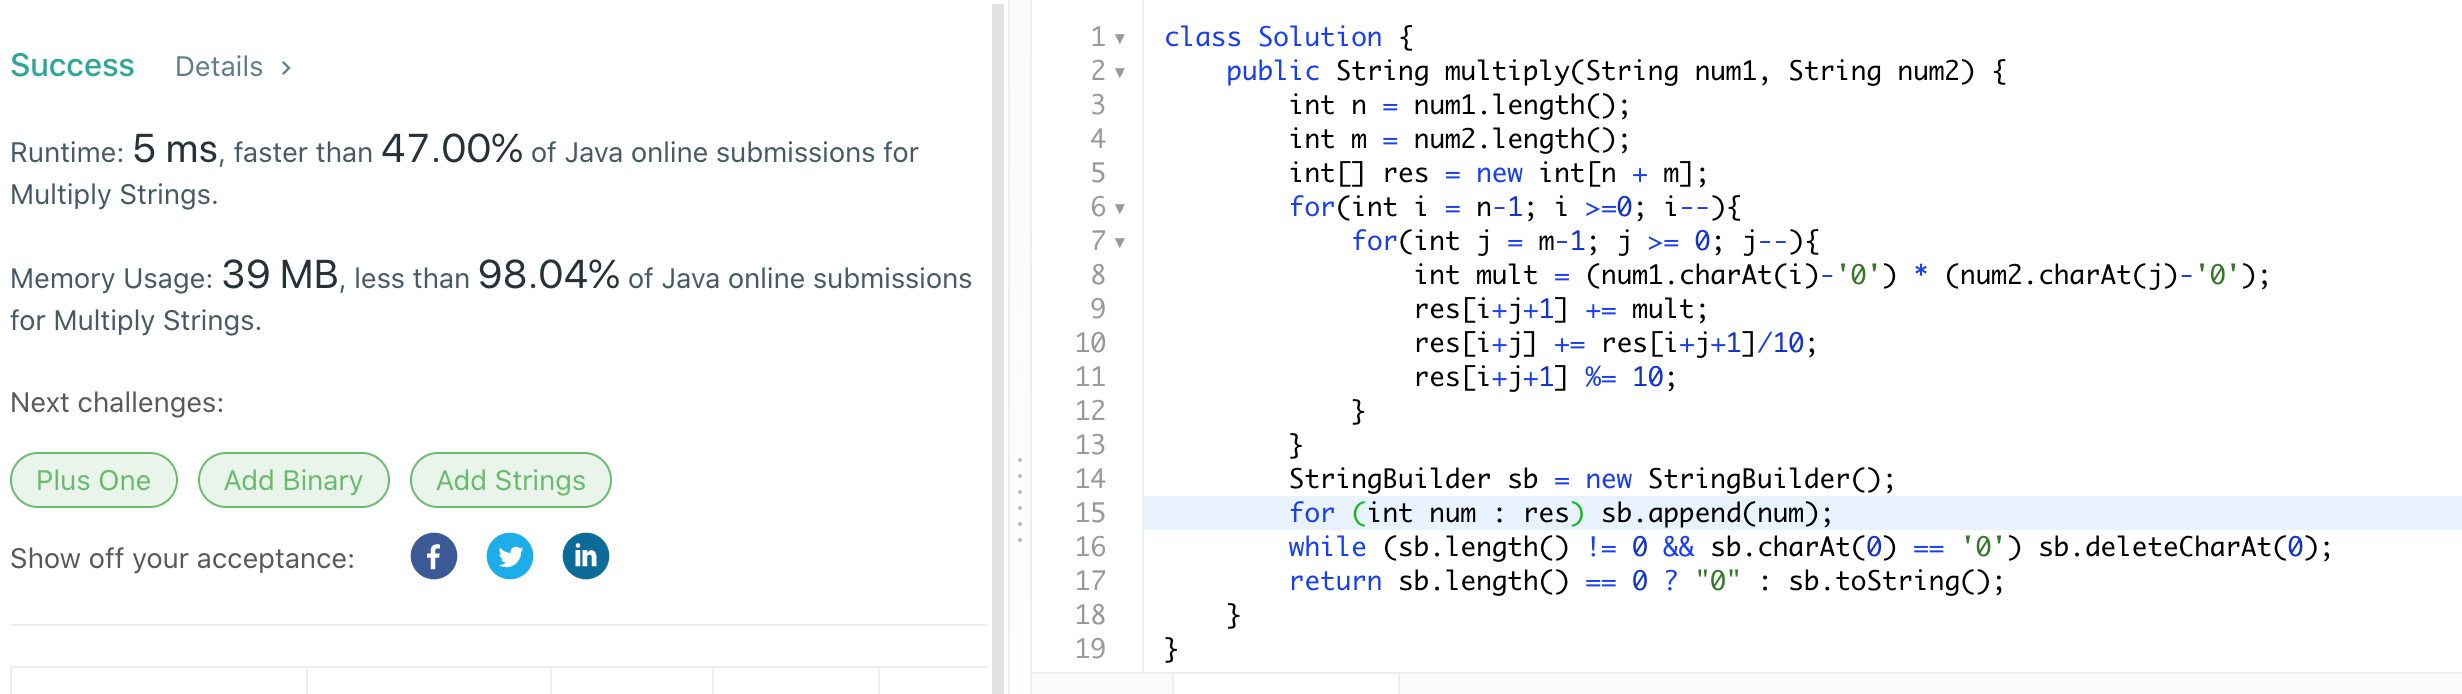 Success Details >
Runtime: 5 ms, faster than 47.00% of Java online submissions for
Multiply Strings.
Memory Usage: 39 MB, less than 98.04% of Java online submissions
for Multiply Strings.
Next challenges:
Plus One Add Binary Add Strings
Show off your acceptance: f in
1 class Solution {
2     public String multiply(String num1, String num2) {
3         int n = num1.length();
4         int m = num2.length();
5         int[] res = new int[n + m];
6         for(int i = n-1; i >=0; i--){
7             for(int j = m-1; j >= 0; j--){
8                 int mult = (num1.charAt(i)-'0') * (num2.charAt(j)-'0');
9                 res[i+j+1] += mult;
10                 res[i+j] += res[i+j+1]/10;
11                 res[i+j+1] %= 10;
12             }
13         }
14         StringBuilder sb = new StringBuilder();
15         for (int num : res) sb.append(num);
16         while (sb.length() != 0 && sb.charAt(0) == '0') sb.deleteCharAt(0);
17         return sb.length() == 0 ? "0" : sb.toString();
18     }
19 }